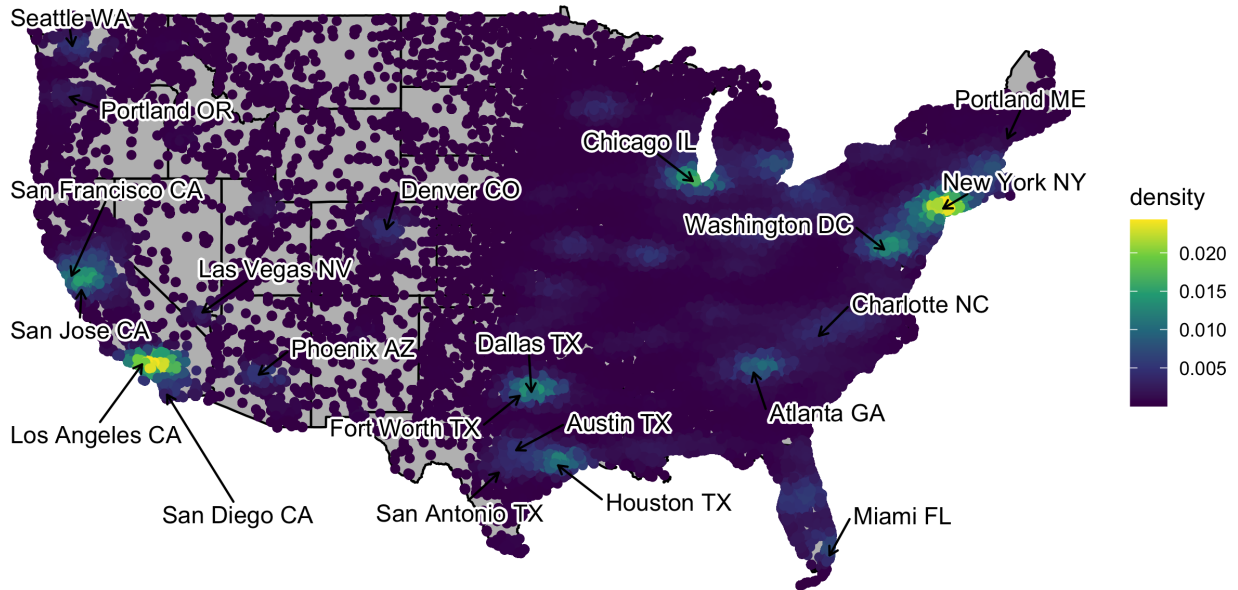 Seattle WA
Portland OR
Portland ME
Chicago IL
San Francisco CA
Denver CO
New York NY
Washington DC
Las Vegas NV
Charlotte NC
San Jose CA
Phoenix AZ
Dallas TX
Los Angeles CA
Fort Worth TX
Austin TX
Atlanta GA
San Diego CA
San Antonio TX
Houston TX
Miami FL
density
0.020
0.015
0.010
0.005